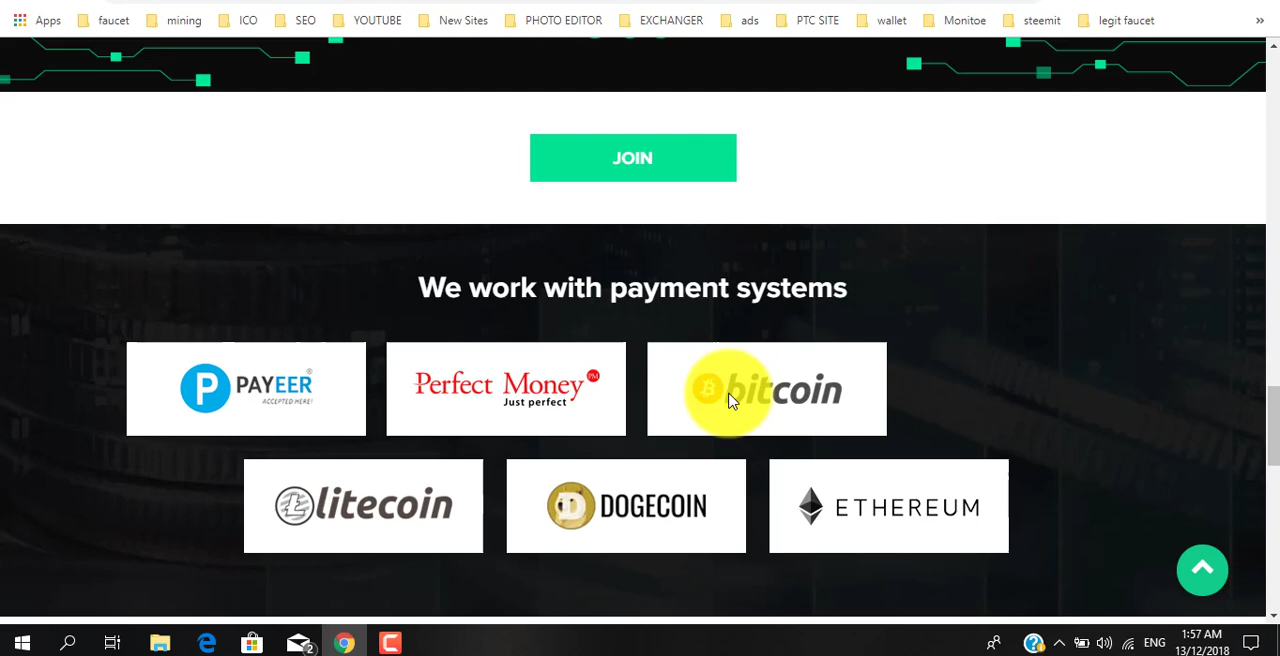 Apps faucet mining ICO SEO YOUTUBE New Sites PHOTO EDITOR EXCHANGER ads PTC SITE wallet Monitoe steemit legit faucet »
JOIN
We work with payment systems
P PAYEER®
ACCEPTED HERE!
Perfect Money PM
Just perfect
bitcoin
litecoin
DOGECOIN
ETHEREUM
2
ENG
1:57 AM
13/12/2018